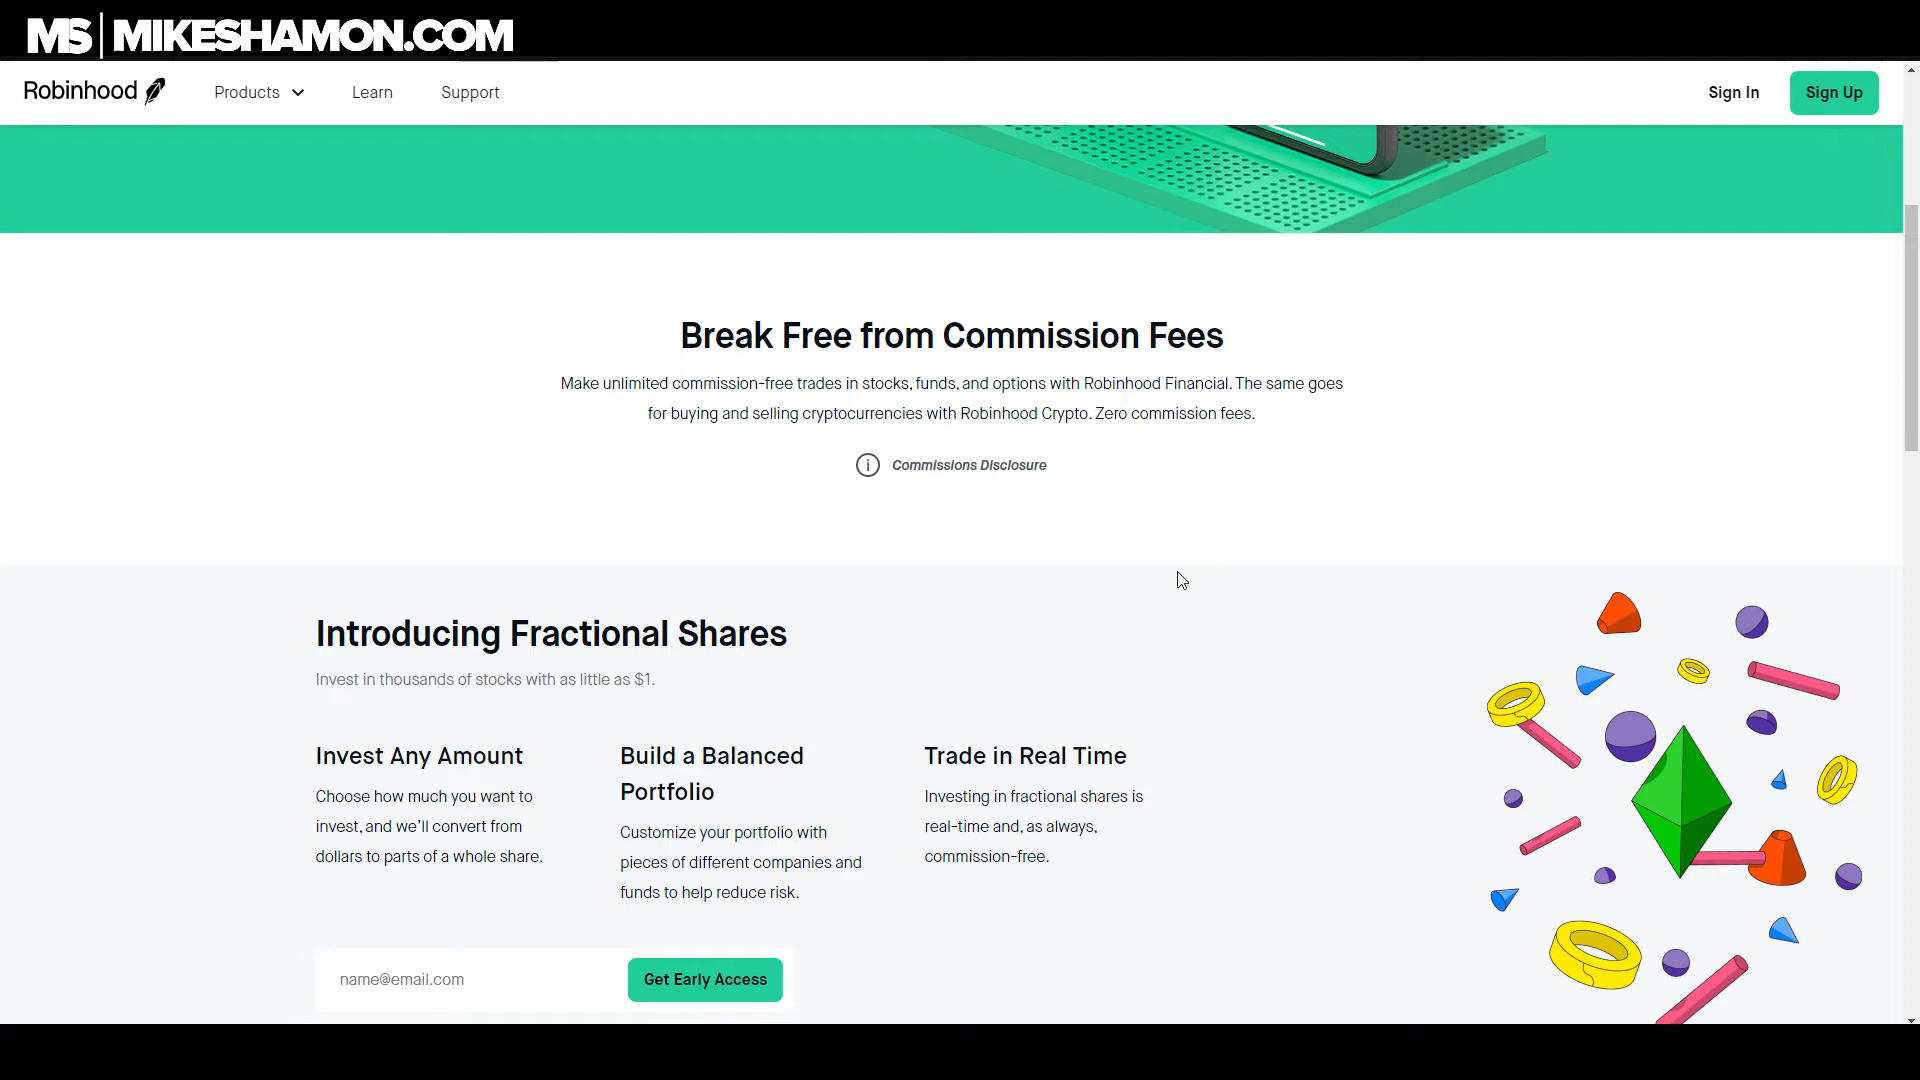 MS | MIKESHAMON.COM
Robinhood
Products
Learn
Support
Sign In
Sign Up
Break Free from Commission Fees
Make unlimited commission-free trades in stocks, funds, and options with Robinhood Financial. The same goes
for buying and selling cryptocurrencies with Robinhood Crypto. Zero commission fees.
Commissions Disclosure
Introducing Fractional Shares
Invest in thousands of stocks with as little as $1.
Invest Any Amount
Choose how much you want to
invest, and we'll convert from
dollars to parts of a whole share.
Build a Balanced
Portfolio
Customize your portfolio with
pieces of different companies and
funds to help reduce risk.
Trade in Real Time
Investing in fractional shares is
real-time and, as always,
commission-free.
name@email.com
Get Early Access